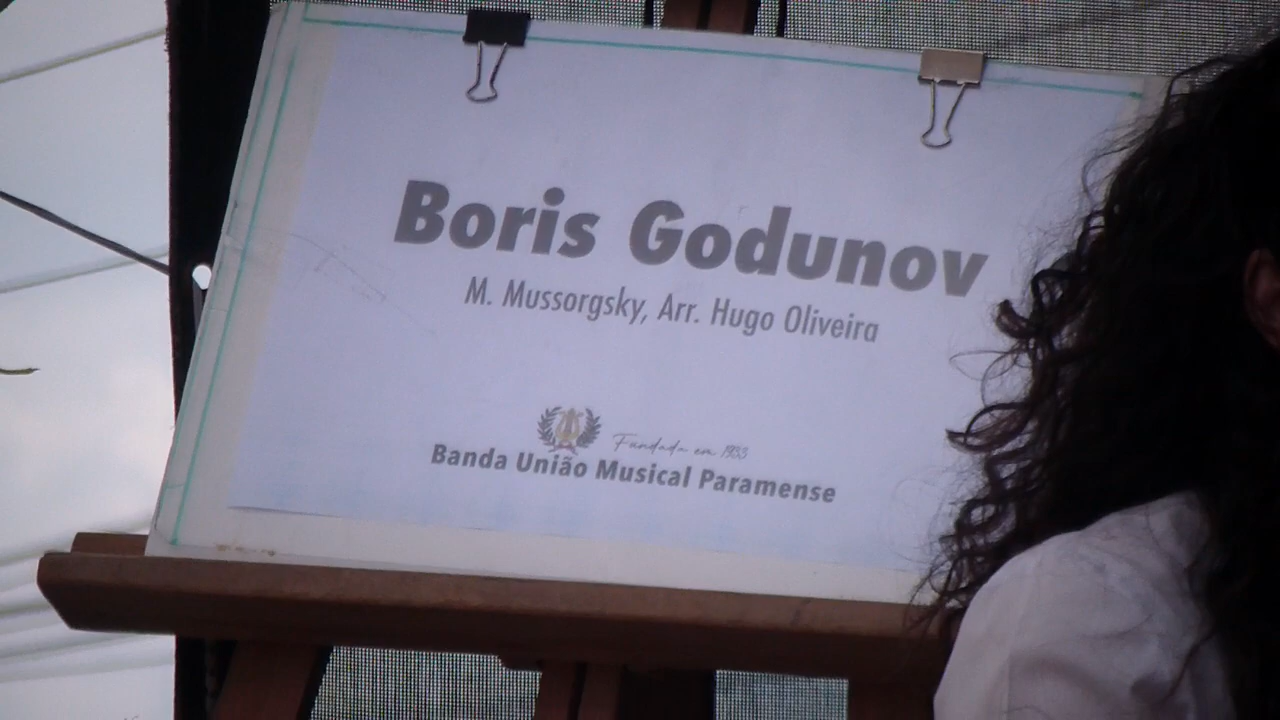 Boris Godunov
M. Mussorgsky, Arr. Hugo Oliveira
Fundada em 1933
Banda União Musical Paramense